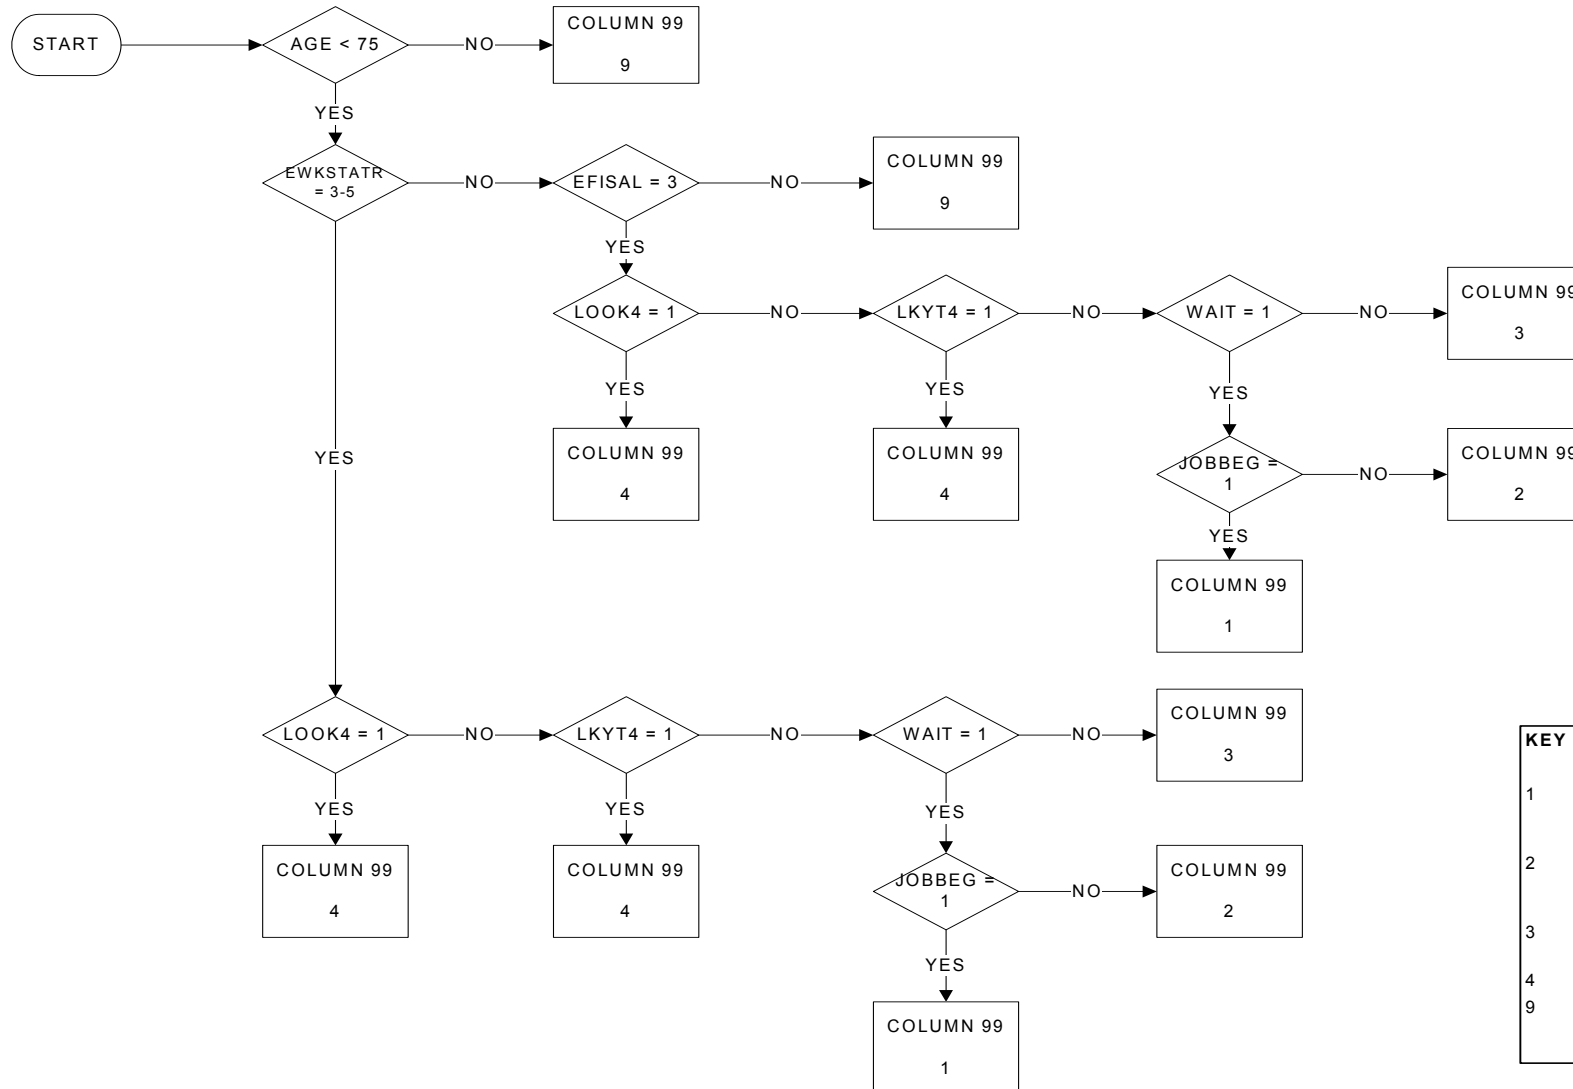 START
AGE < 75
NO
COLUMN 99
9
YES
EWKSTATR
= 3-5
NO
EFISAL = 3
NO
COLUMN 99
9
YES
LOOK4 = 1
NO
LKYT4 = 1
NO
WAIT = 1
NO
COLUMN 99
3
YES
YES
YES
COLUMN 99
4
COLUMN 99
4
JOBBEG =
1
NO
COLUMN 99
2
YES
YES
COLUMN 99
1
LOOK4 = 1
NO
LKYT4 = 1
NO
WAIT = 1
NO
COLUMN 99
3
YES
YES
YES
COLUMN 99
4
COLUMN 99
4
JOBBEG =
1
NO
COLUMN 99
2
YES
COLUMN 99
1
KEY
1
2
3
4
9